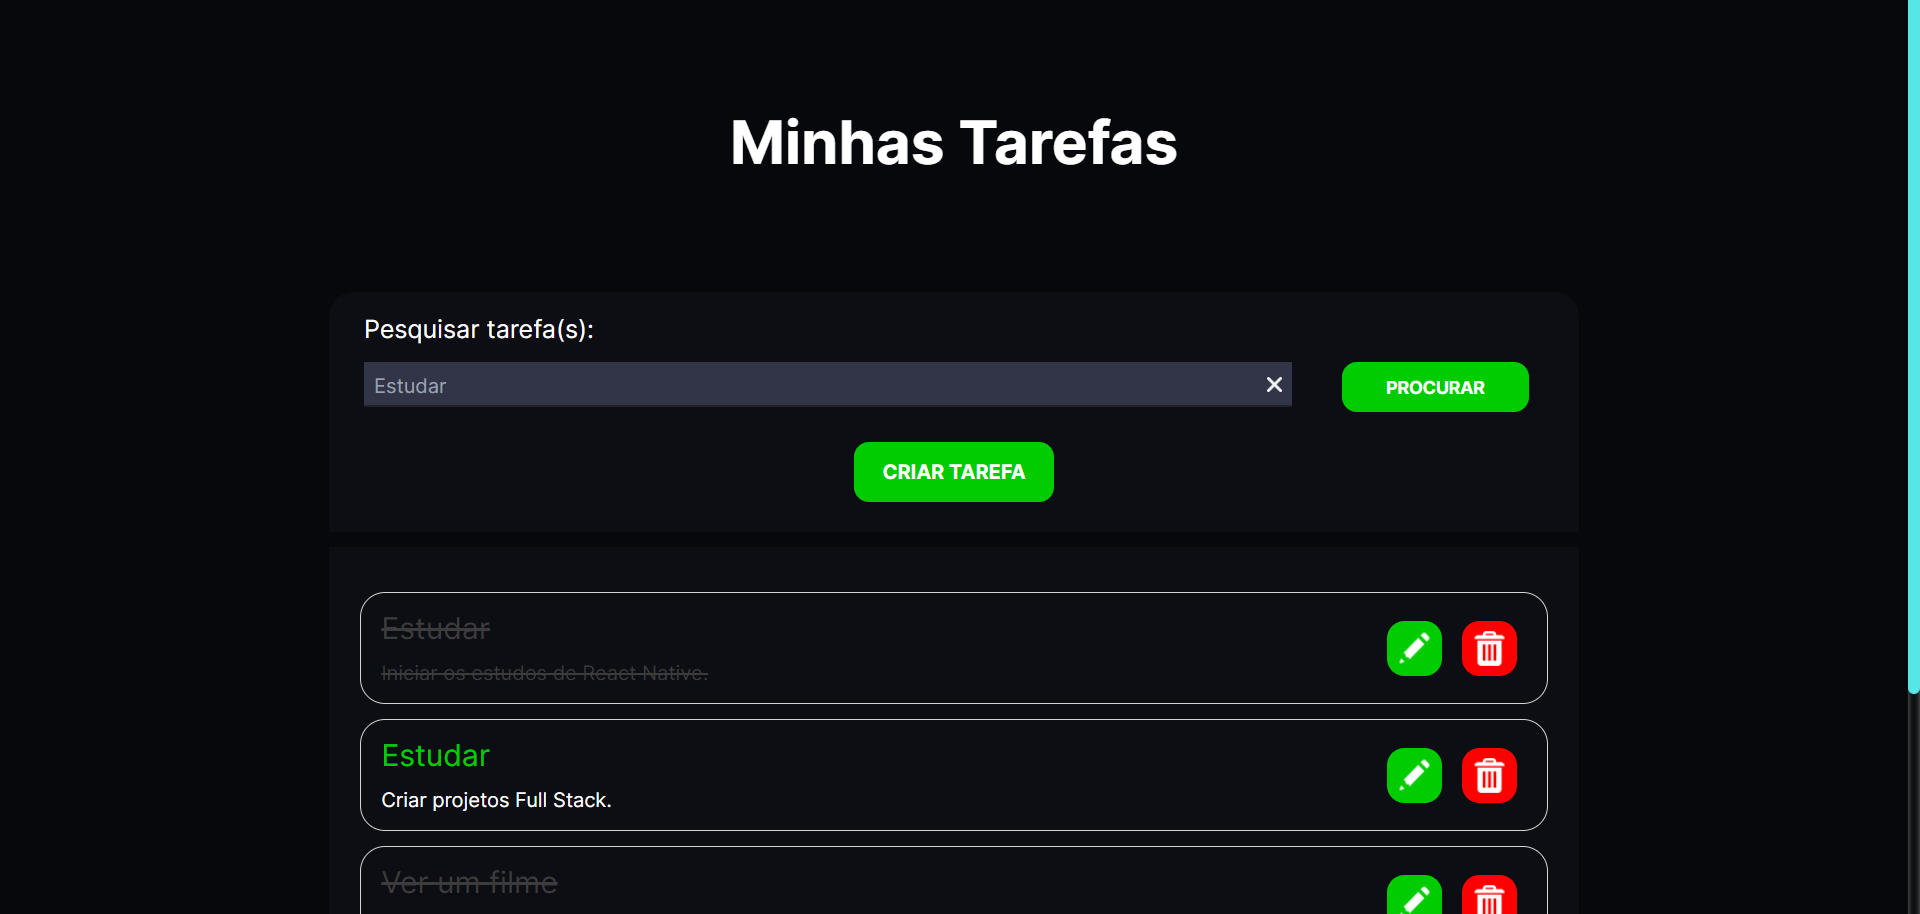 Minhas Tarefas
Pesquisar tarefa(s):
Estudar
PROCURAR
CRIAR TAREFA
Estudar
Iniciar os estudos de React Native.
Estudar
Criar projetos Full Stack.
Ver um filme